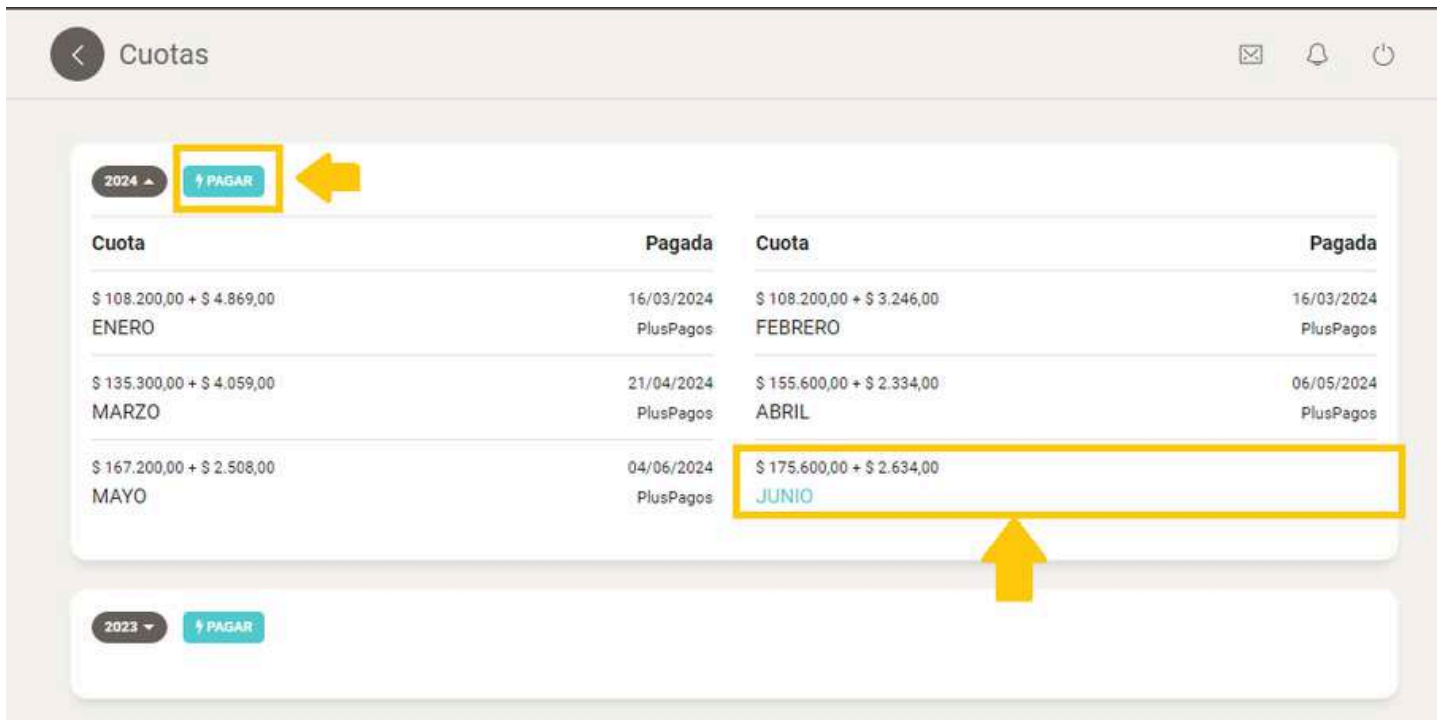 Cuotas
2024 PAGAR
Cuota Pagada Cuota Pagada
$ 108.200,00 + $ 4.869,00 16/03/2024 $ 108.200,00 + $ 3.246,00 16/03/2024
ENERO PlusPagos FEBRERO PlusPagos
$ 135.300,00 + $ 4.059,00 21/04/2024 $ 155.600,00 + $ 2.334,00 06/05/2024
MARZO PlusPagos ABRIL PlusPagos
$ 167.200,00 + $ 2.508,00 04/06/2024 $ 175.600,00 + $ 2.634,00
MAYO PlusPagos JUNIO
2023 PAGAR